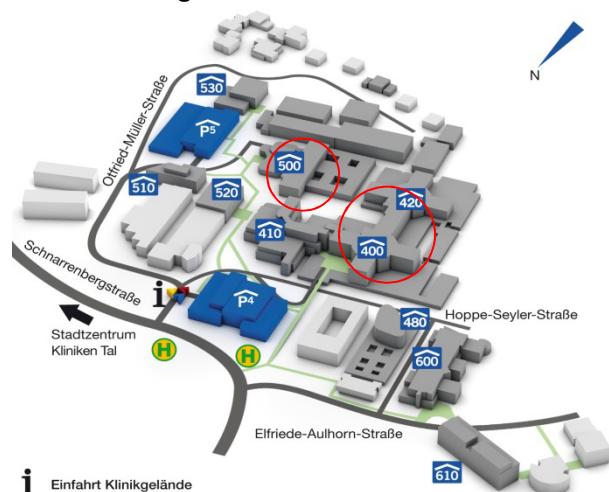 530
P5
N
Otfried-Müller-Straße
500
510
520
420
410
400
Schnarrenbergstraße
i
P4
Hoppe-Seyler-Straße
480
Stadtzentrum
Kliniken Tal
H
H
600
Elfriede-Aulhorn-Straße
610
i Einfahrt Klinikgelände